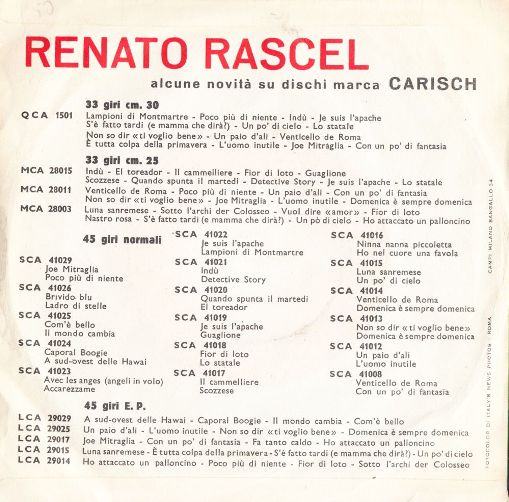 RENATO RASCEL
alcune novità su dischi marca CARISCH
33 giri cm. 30
QCA 1501 Lampioni di Montmartre - Poco più di niente - Indù - Je suis l'apache
S'è fatto tardi (e mamma che dirà?) - Un po' di cielo - Lo statale
Non so dir «ti voglio bene» - Un paio d'ali - Venticello de Roma
È tutta colpa della primavera - L'uomo inutile - Joe Mitraglia - Con un po' di fantasia
33 giri cm. 25
MCA 28015 Indù - El toreador - Il cammeiliere - Fior di loto - Guaglione
Scozzese - Quando spunta il martedì - Detective Story - Je suis l'apache - Lo statale
MCA 28011 Venticello de Roma - Poco più di niente - Un paio d'ali - Con un po' di fantasia
Non so dir «ti voglio bene» - Joe Mitraglia - L'uomo inutile - Domenica è sempre domenica
MCA 28003 Luna sanremese - Sotto l'archi der Colosseo - Vuol dire «amor» - Fior di loto
Nastro rosa - S'è fatto tardi (e mamma che dirà?) - Un pò di cielo - Ho attaccato un palloncino
45 giri normali
SCA 41029
Joe Mitraglia
Poco più di niente
SCA 41026
Brivido blu
Ladro di stelle
SCA 41025
Com'è bello
Il mondo cambia
SCA 41024
Caporal Boogie
A sud-ovest delle Hawai
SCA 41023
Avec les anges (angeli in volo)
Accarezzame
SCA 41022
Je suis l'apache
Lampioni di Montmartre
SCA 41021
Indù
Detective Story
SCA 41020
Quando spunta il martedì
El toreador
SCA 41019
Je suis l'apache
Guaglione
SCA 41018
Fior di loto
Lo statale
SCA 41017
Il cammelliere
Scozzese
SCA 41016
Ninna nanna piccoletta
Ho nel cuore una favola
SCA 41015
Luna sanremese
Un po' di cielo
SCA 41014
Venticello de Roma
Domenica è sempre domenica
SCA 41013
Non so dir «ti voglio bene»
Domenica è sempre domenica
SCA 41012
Un paio d'ali
L'uomo inutile
SCA 41008
Venticello de Roma
Con un po' di fantasia
45 giri E. P.
LCA 29029 A sud-ovest delle Hawai - Caporal Boogie - Il mondo cambia - Com'è bello
LCA 29025 Un paio d'ali - L'uomo inutile - Non so dir «ti voglio bene» - Domenica è sempre domenica
LCA 29017 Joe Mitraglia - Con un po' di fantasia - Fa tanto caldo - Ho attaccato un palloncino
LCA 29015 Luna sanremese - È tutta colpa della primavera - S'è fatto tardi (e mamma che dirà?) - Un po' di cielo
LCA 29014 Ho attaccato un palloncino - Poco più di niente - Fior di loto - Sotto l'archi der Colosseo
FOTOCOLOR DI ITALY'S NEWS PHOTOS - ROMA
CAMPI MILANO SANGALLO 34